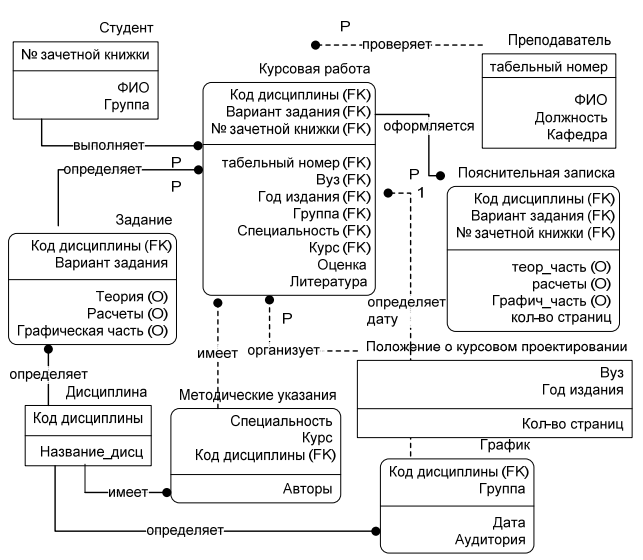 Студент
№ зачетной книжки
ФИО
Группа
P
проверяет
Преподаватель
табельный номер
ФИО
Должность
Кафедра
Курсовая работа
Код дисциплины (FK)
Вариант задания (FK)
№ зачетной книжки (FK)
табельный номер (FK)
Вуз (FK)
Год издания (FK)
Группа (FK)
Специальность (FK)
Курс (FK)
Оценка
Литература
выполняет
определяет
P
P
оформляется
P
1
Пояснительная записка
Код дисциплины (FK)
Вариант задания (FK)
№ зачетной книжки (FK)
теор_часть (O)
расчеты (O)
Графич_часть (O)
кол-во страниц
Задание
Код дисциплины (FK)
Вариант задания
Теория (O)
Расчеты (O)
Графическая часть (O)
определяет
дату
P
имеет
организует
Положение о курсовом проектировании
Вуз
Год издания
Кол-во страниц
определяет
Дисциплина
Код дисциплины
Название_дисц
Методические указания
Специальность
Курс
Код дисциплины (FK)
Авторы
имеет
График
Код дисциплины (FK)
Группа
Дата
Аудитория
определяет